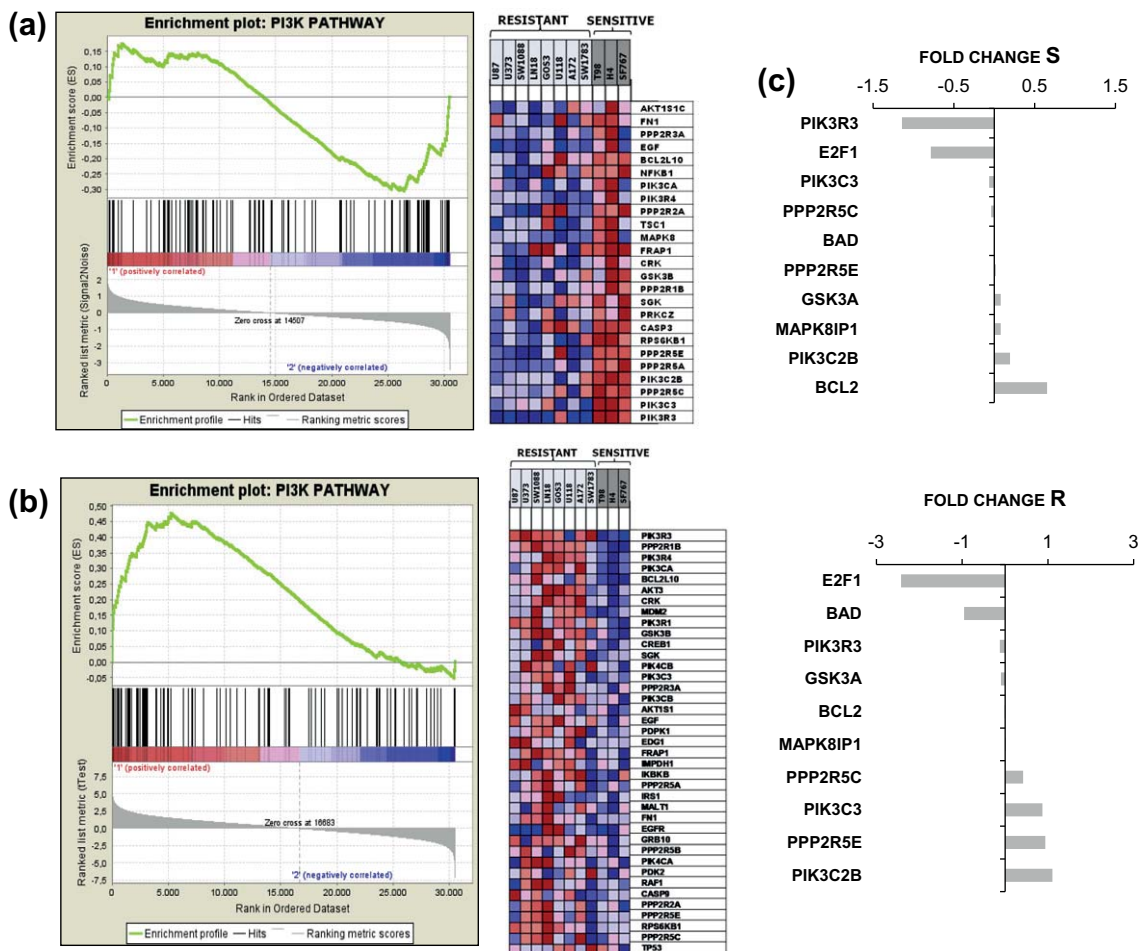 (a)
Enrichment plot: PI3K PATHWAY
Enrichment score (ES)
0,15
0,10
0,05
0,00
-0,05
-0,10
-0,15
-0,20
-0,25
-0,30
'1' (positively correlated)
Ranked list metric (Signal2Noise)
2
1
0
-1
-2
-3
Zero cross at 14507
'2' (negatively correlated)
0
5.000
10.000
15.000
20.000
25.000
30.000
Rank in Ordered Dataset
Enrichment profile
Hits
Ranking metric scores
RESISTANT
SENSITIVE
U87
U373
SW1088
LN18
GOS3
U118
A172
SW1783
T98
H4
SF767
AKT1S1C
FN1
PPP2R3A
EGF
BCL2L10
NFKB1
PIK3CA
PIK3R4
PPP2R2A
TSC1
MAPK8
FRAP1
CRK
GSK3B
PPP2R1B
SGK
PRKCZ
CASP3
RPS6KB1
PPP2R5E
PPP2R5A
PIK3C2B
PPP2R5C
PIK3C3
PIK3R3
(c)
FOLD CHANGE S
-1.5
-0.5
0.5
1.5
PIK3R3
E2F1
PIK3C3
PPP2R5C
BAD
PPP2R5E
GSK3A
MAPK8IP1
PIK3C2B
BCL2
(b)
Enrichment plot: PI3K PATHWAY
Enrichment score (ES)
0,50
0,45
0,40
0,35
0,30
0,25
0,20
0,15
0,10
0,05
0,00
-0,05
'1' (positively correlated)
Ranked list metric (tTest)
7,5
5,0
2,5
0,0
-2,5
-5,0
-7,5
Zero cross at 16683
'2' (negatively correlated)
0
5.000
10.000
15.000
20.000
25.000
30.000
Rank in Ordered Dataset
Enrichment profile
Hits
Ranking metric scores
RESISTANT
SENSITIVE
U87
U373
SW1088
LN18
GOS3
U118
A172
SW1783
T98
H4
SF767
PIK3R3
PPP2R1B
PIK3R4
PIK3CA
BCL2L10
AKT3
CRK
MDM2
PIK3R1
GSK3B
CREB1
SGK
PIK4CB
PIK3C3
PPP2R3A
PIK3CB
AKT1S1
EGF
PDPK1
EDG1
FRAP1
IMPDH1
IKBKB
PPP2R5A
IRS1
MALT1
FN1
EGFR
GRB10
PPP2R5B
PIK4CA
PDK2
RAF1
CASP9
PPP2R2A
PPP2R5E
RPS6KB1
PPP2R5C
TP53
FOLD CHANGE R
-3
-1
1
3
E2F1
BAD
PIK3R3
GSK3A
BCL2
MAPK8IP1
PPP2R5C
PIK3C3
PPP2R5E
PIK3C2B